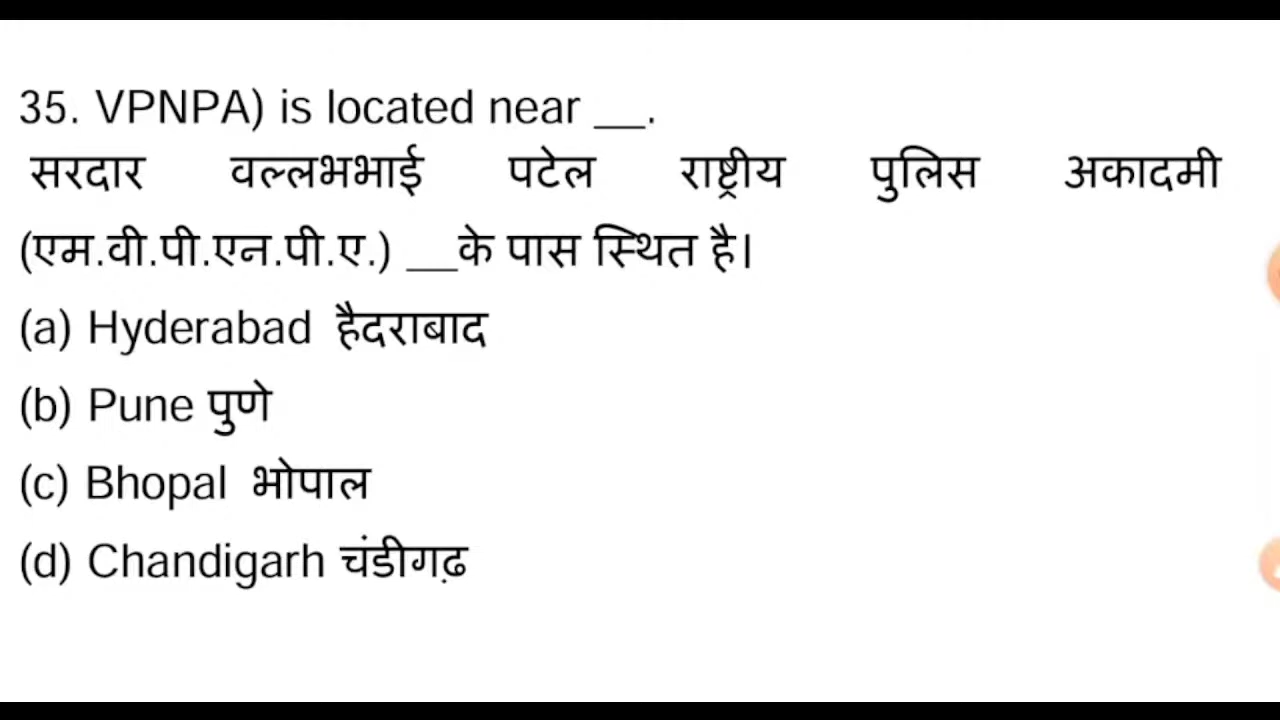 35. VPNPA) is located near __.
सरदार वल्लभभाई पटेल राष्ट्रीय पुलिस अकादमी
(एम.वी.पी.एन.पी.ए.) __के पास स्थित है।
(a) Hyderabad हैदराबाद
(b) Pune पुणे
(c) Bhopal भोपाल
(d) Chandigarh चंडीगढ़